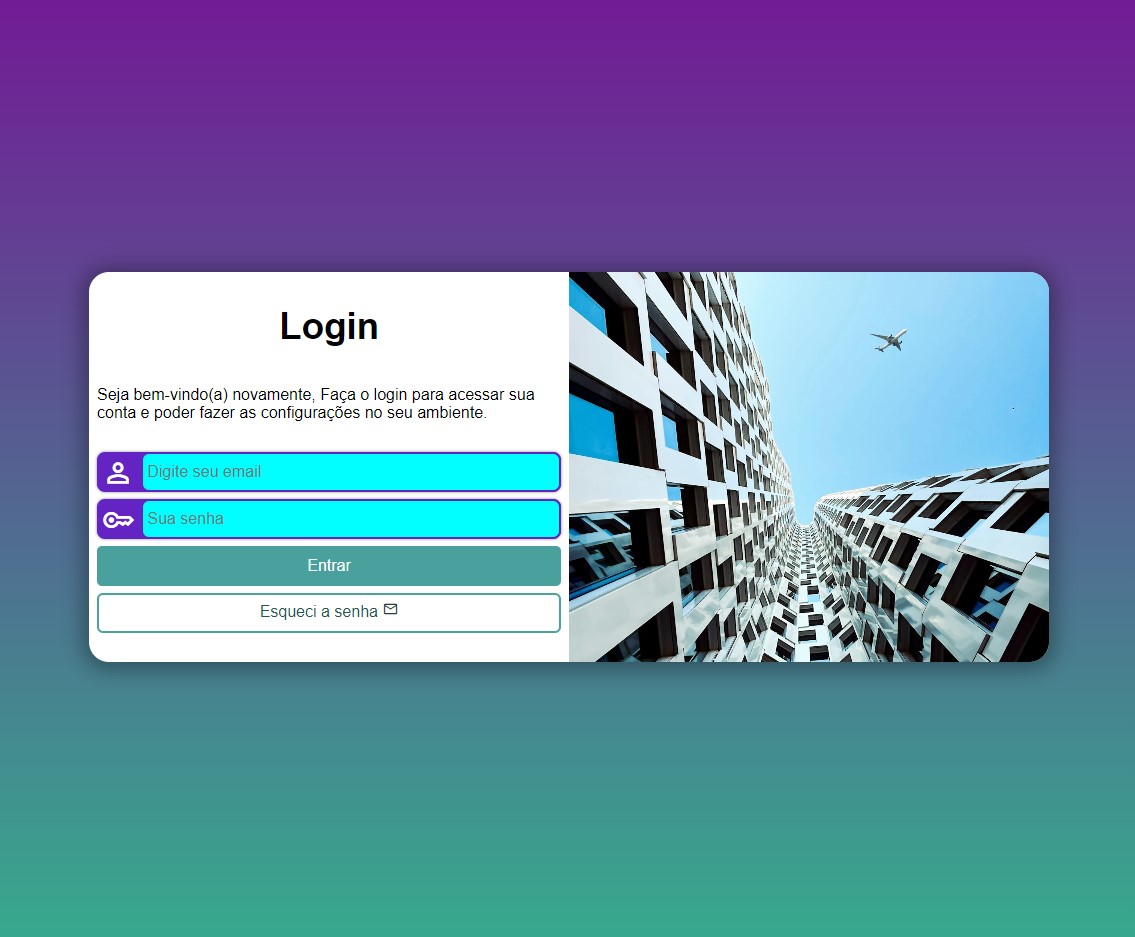 Login
Seja bem-vindo(a) novamente, Faça o login para acessar sua
conta e poder fazer as configurações no seu ambiente.
Digite seu email
Sua senha
Entrar
Esqueci a senha